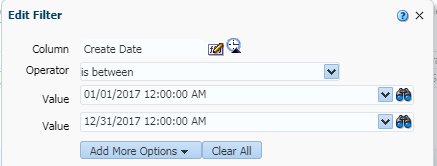 Edit Filter
Column Create Date
Operator is between
Value 01/01/2017 12:00:00 AM
Value 12/31/2017 12:00:00 AM
Add More Options Clear All